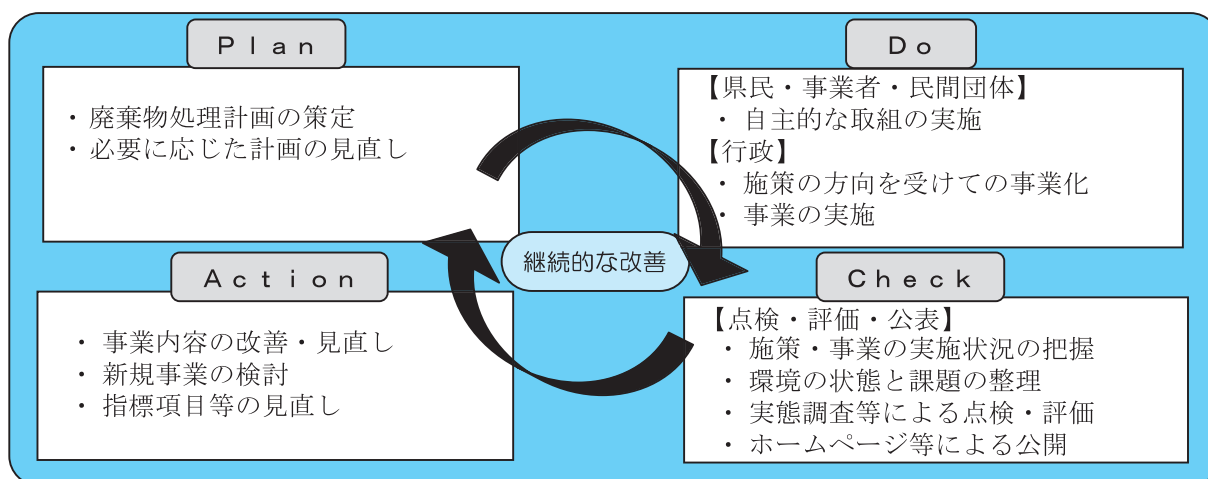 Ｐｌａｎ
・ 廃棄物処理計画の策定
・ 必要に応じた計画の見直し
Ｄｏ
【県民・事業者・民間団体】
・ 自主的な取組の実施
【行政】
・ 施策の方向を受けての事業化
・ 事業の実施
継続的な改善
Ｃｈｅｃｋ
【点検・評価・公表】
・ 施策・事業の実施状況の把握
・ 環境の状態と課題の整理
・ 実態調査等による点検・評価
・ ホームページ等による公開
Ａｃｔｉｏｎ
・ 事業内容の改善・見直し
・ 新規事業の検討
・ 指標項目等の見直し